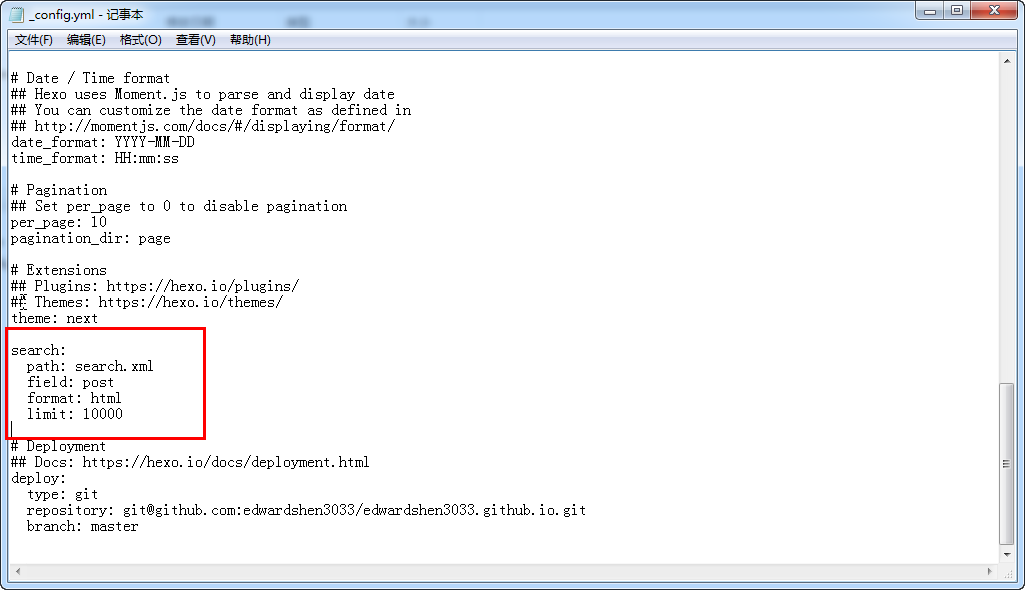 _config.yml - 记事本
文件(F) 编辑(E) 格式(O) 查看(V) 帮助(H)
# Date / Time format
## Hexo uses Moment.js to parse and display date
## You can customize the date format as defined in
## http://momentjs.com/docs/#/displaying/format/
date_format: YYYY-MM-DD
time_format: HH:mm:ss
# Pagination
## Set per_page to 0 to disable pagination
per_page: 10
pagination_dir: page
# Extensions
## Plugins: https://hexo.io/plugins/
## Themes: https://hexo.io/themes/
theme: next
search:
path: search.xml
field: post
format: html
limit: 10000
# Deployment
## Docs: https://hexo.io/docs/deployment.html
deploy:
type: git
repository: git@github.com:edwardshen3033/edwardshen3033.github.io.git
branch: master